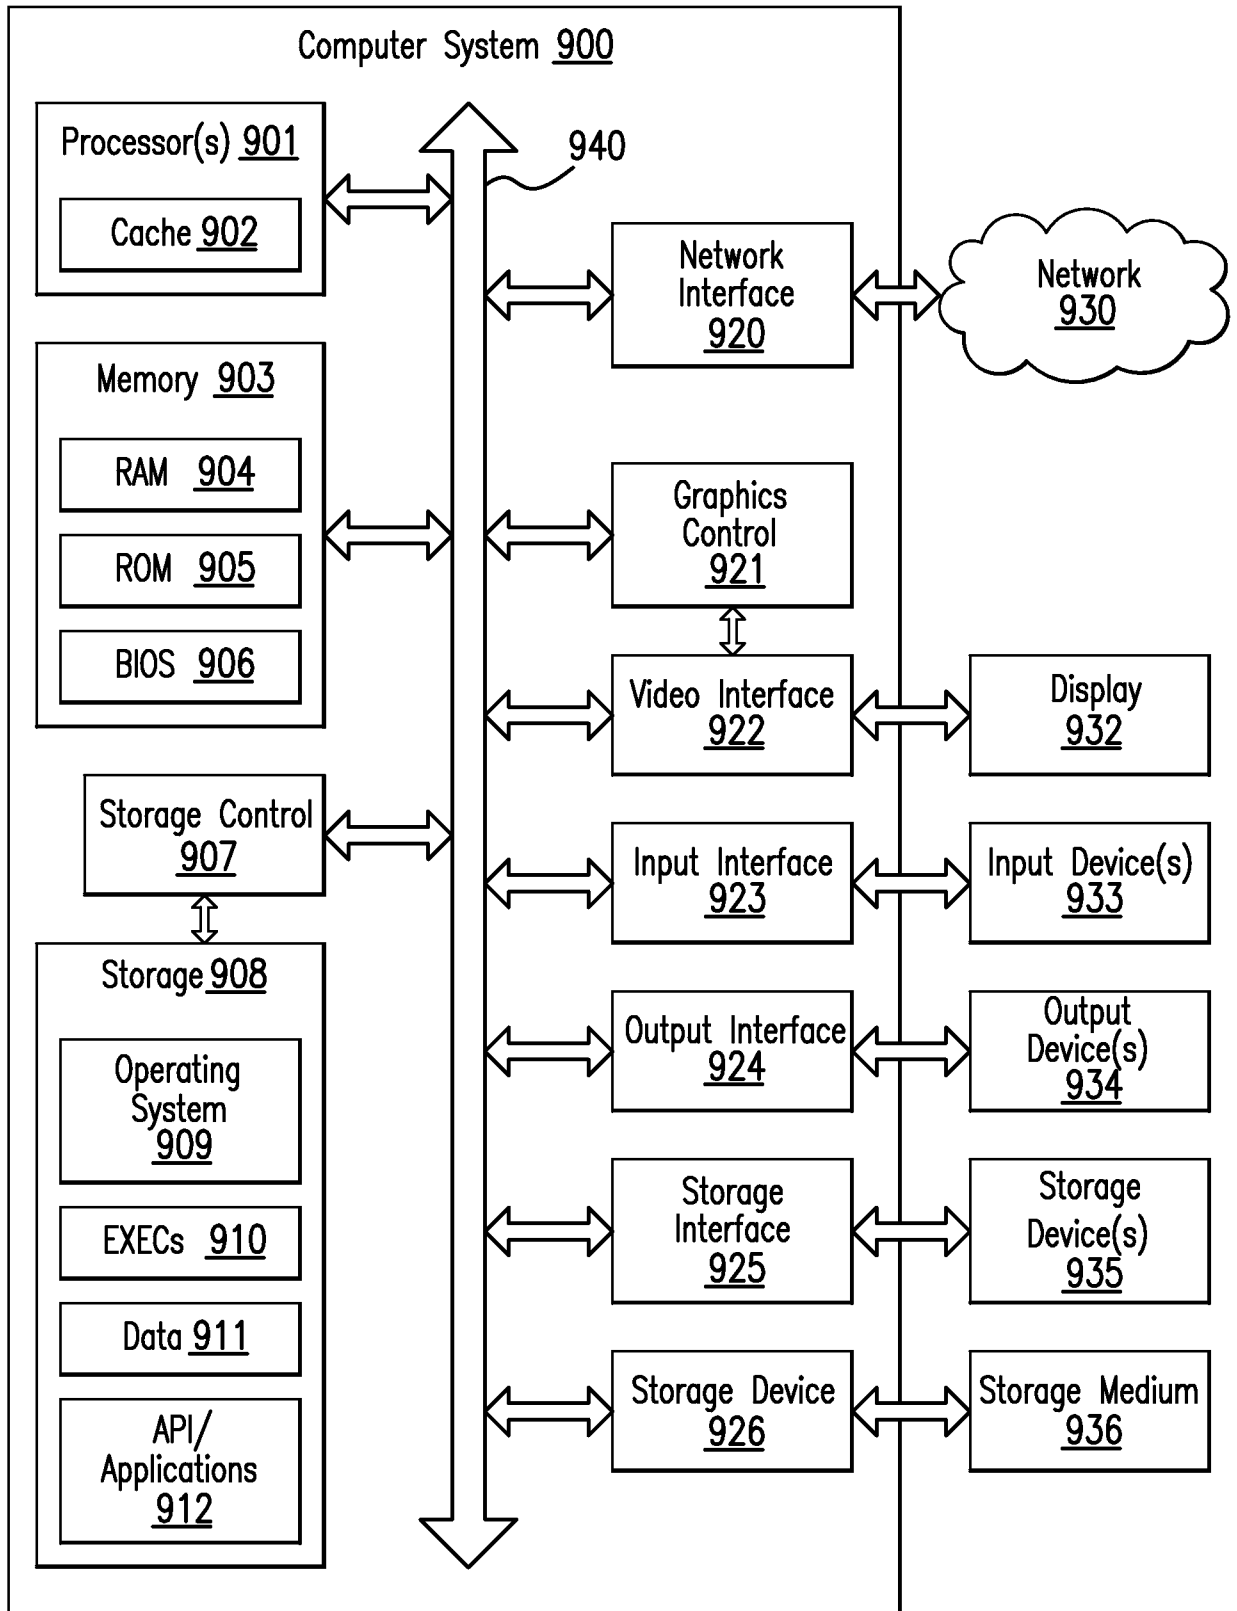 Computer System 900
Processor(s) 901
Cache 902
940
Network
Interface
920
Network
930
Memory 903
RAM 904
ROM 905
BIOS 906
Graphics
Control
921
Video Interface
922
Display
932
Storage Control
907
Input Interface
923
Input Device(s)
933
Storage 908
Operating
System
909
EXECs 910
Data 911
API/
Applications
912
Output Interface
924
Output
Device(s)
934
Storage
Interface
925
Storage
Device(s)
935
Storage Device
926
Storage Medium
936